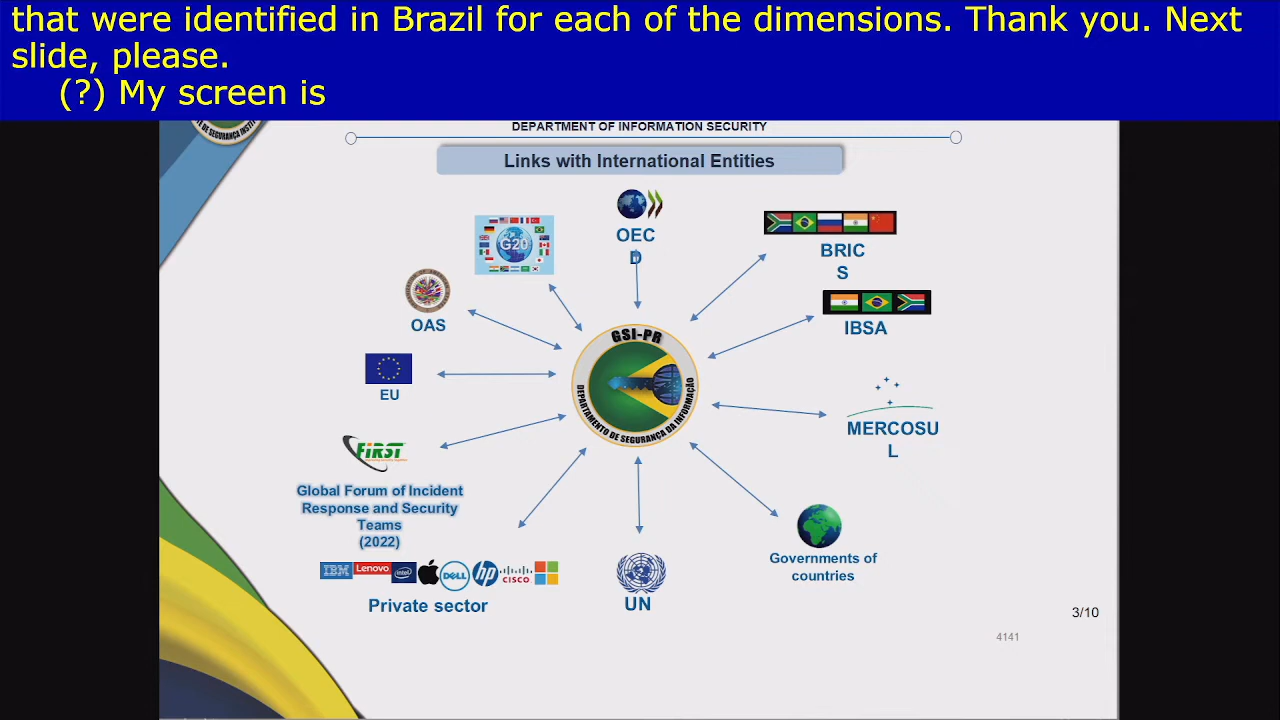 that were identified in Brazil for each of the dimensions. Thank you. Next
slide, please.
(?) My screen is
DEPARTMENT OF INFORMATION SECURITY
Links with International Entities
OEC
D
G20
BRIC
S
OAS
IBSA
GSI-PR
DEPARTAMENTO DE SEGURANÇA DA INFORMAÇÃO
EU
MERCOSU
L
FiRST
Global Forum of Incident
Response and Security
Teams
(2022)
Governments of
countries
IBM
Lenovo
intel
DELL
hp
CISCO
Private sector
UN
3/10
4141